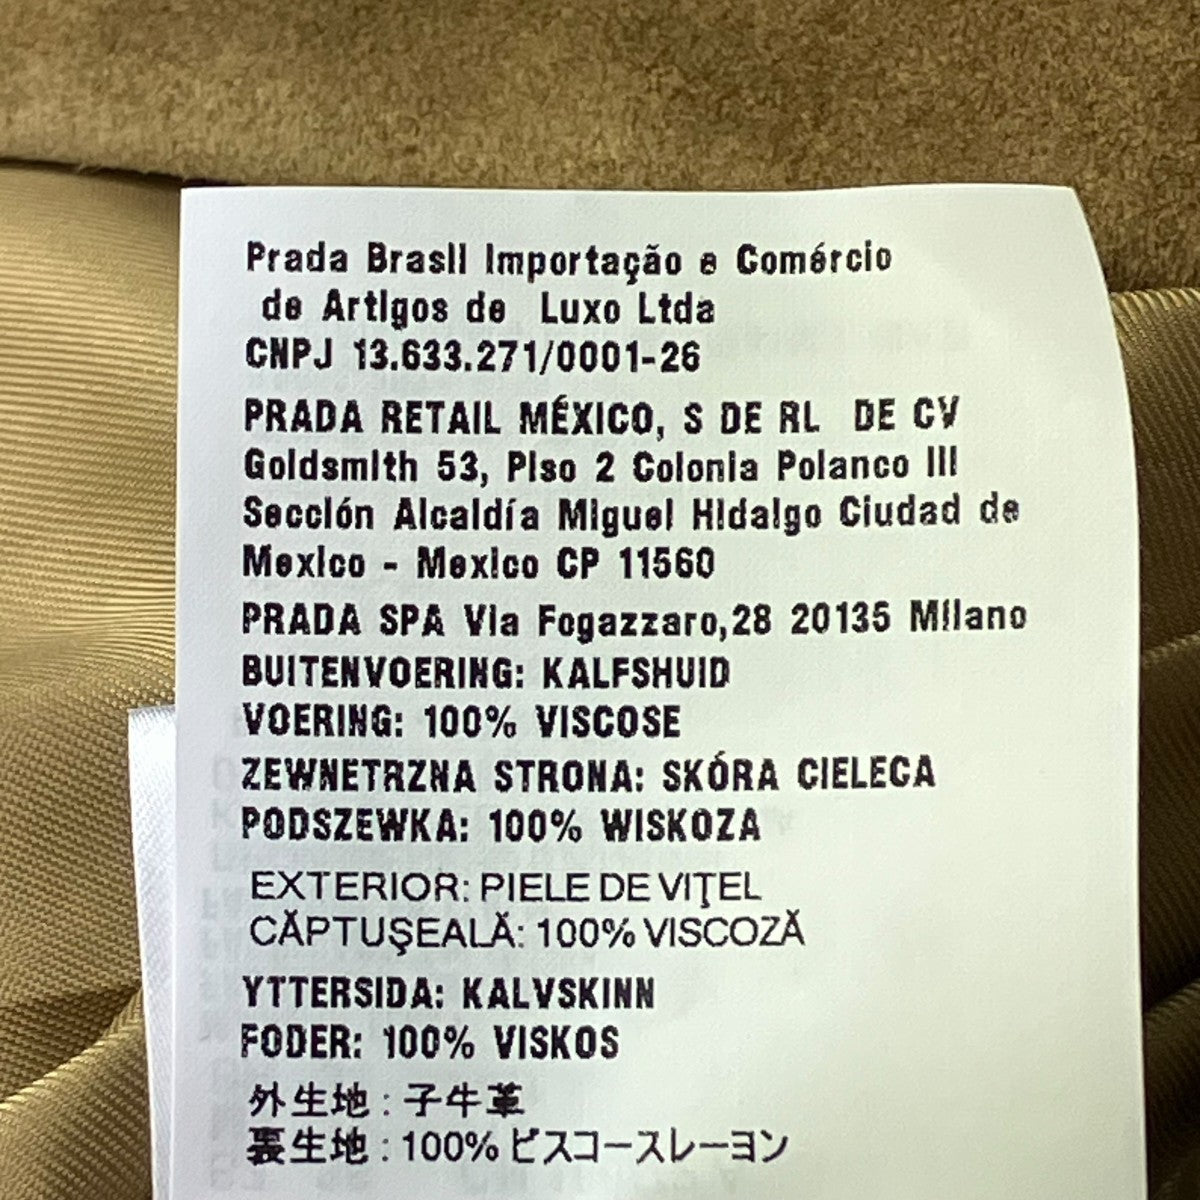 Prada Brasil Importação e Comércio
de Artigos de Luxo Ltda
CNPJ 13.633.271/0001-26
PRADA RETAIL MÉXICO, S DE RL DE CV
Goldsmith 53, Piso 2 Colonia Polanco III
Sección Alcaldía Miguel Hidalgo Ciudad de
Mexico - Mexico CP 11560
PRADA SPA Via Fogazzaro,28 20135 Milano
BUITENVOERING: KALFSHUID
VOERING: 100% VISCOSE
ZEWNETRZNA STRONA: SKÓRA CIELECA
PODSZEWKA: 100% WISKOZA
EXTERIOR: PIELE DE VIŢEL
CĂPTUŞEALĂ: 100% VISCOZĂ
YTTERSIDA: KALVSKINN
FODER: 100% VISKOS
外生地 : 子牛革
裏生地 : 100% ビスコースレーヨン